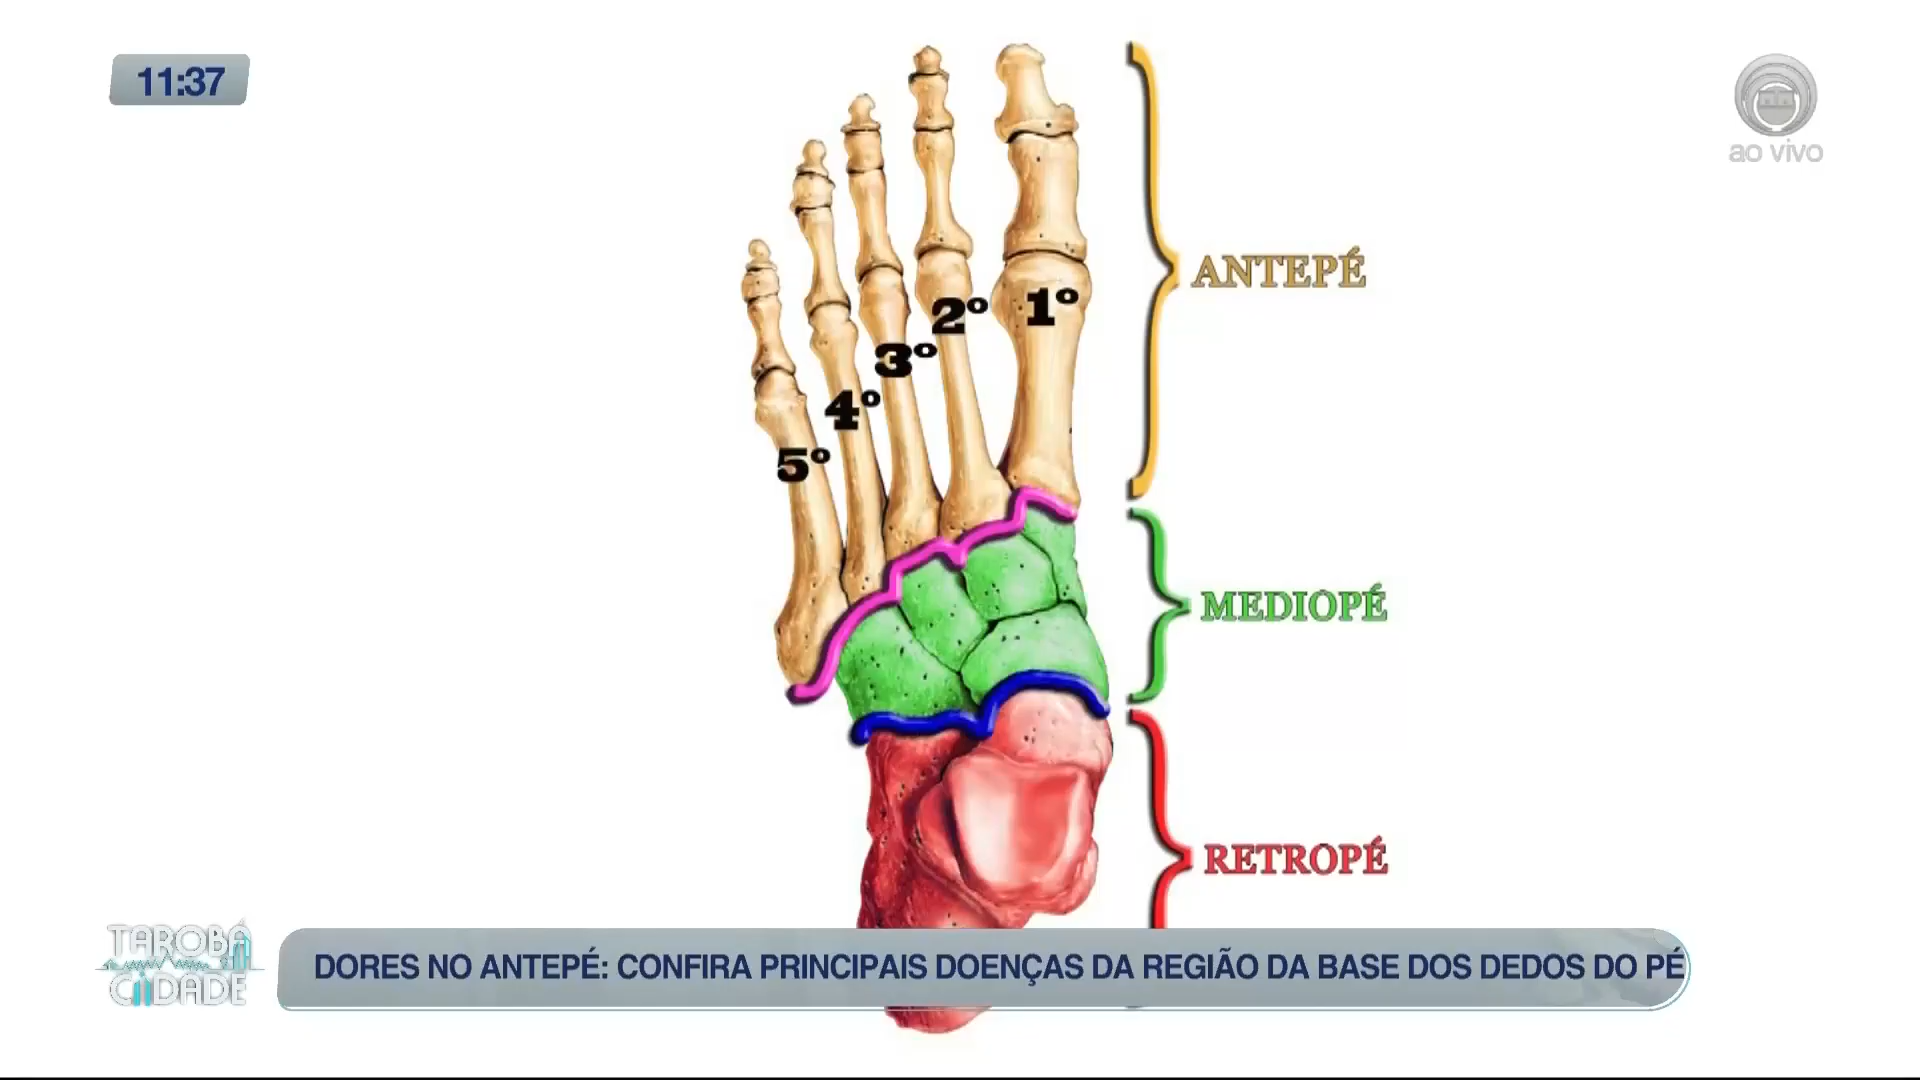 11:37
ao vivo
ANTEPÉ
1º
2º
3º
4º
5º
MEDIOPÉ
RETROPÉ
TAROBÁ
CIDADE
DORES NO ANTEPÉ: CONFIRA PRINCIPAIS DOENÇAS DA REGIÃO DA BASE DOS DEDOS DO PÉ